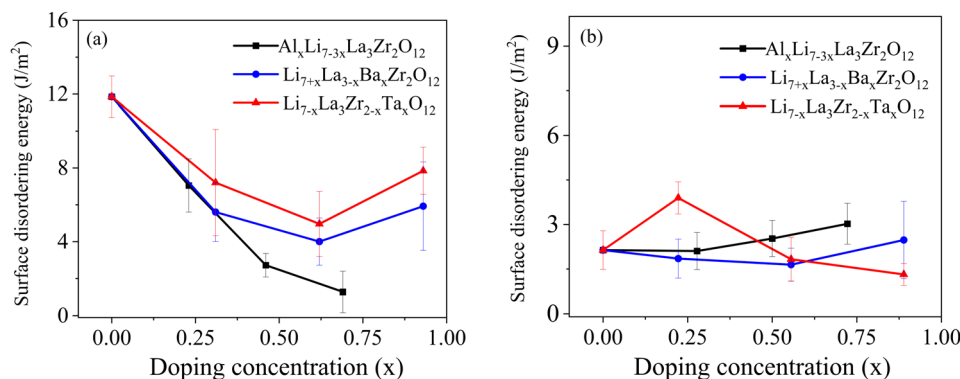 (a)
Surface disordering energy (J/m²)
16
12
8
4
0
AlₓLi₇₋₃ₓLa₃Zr₂O₁₂
Li₇₊ₓLa₃₋ₓBaₓZr₂O₁₂
Li₇₋ₓLa₃Zr₂₋ₓTaₓO₁₂
0.00 0.25 0.50 0.75 1.00
Doping concentration (x)
(b)
Surface disordering energy (J/m²)
9
6
3
0
AlₓLi₇₋₃ₓLa₃Zr₂O₁₂
Li₇₊ₓLa₃₋ₓBaₓZr₂O₁₂
Li₇₋ₓLa₃Zr₂₋ₓTaₓO₁₂
0.00 0.25 0.50 0.75 1.00
Doping concentration (x)